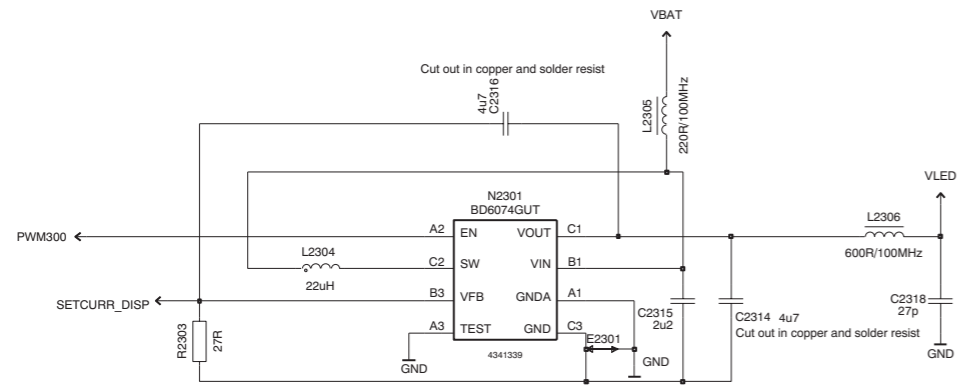 VBAT
Cut out in copper and solder resist
4u7
C2316
L2305
220R/100MHz
VLED
N2301
BD6074GUT
L2306
PWM300
A2
EN
VOUT
C1
600R/100MHz
L2304
C2
SW
VIN
B1
22uH
SETCURR_DISP
B3
VFB
GNDA
A1
C2315
2u2
C2314
4u7
C2318
27p
R2303
27R
A3
TEST
GND
C3
E2301
Cut out in copper and solder resist
GND
4341339
GND
GND